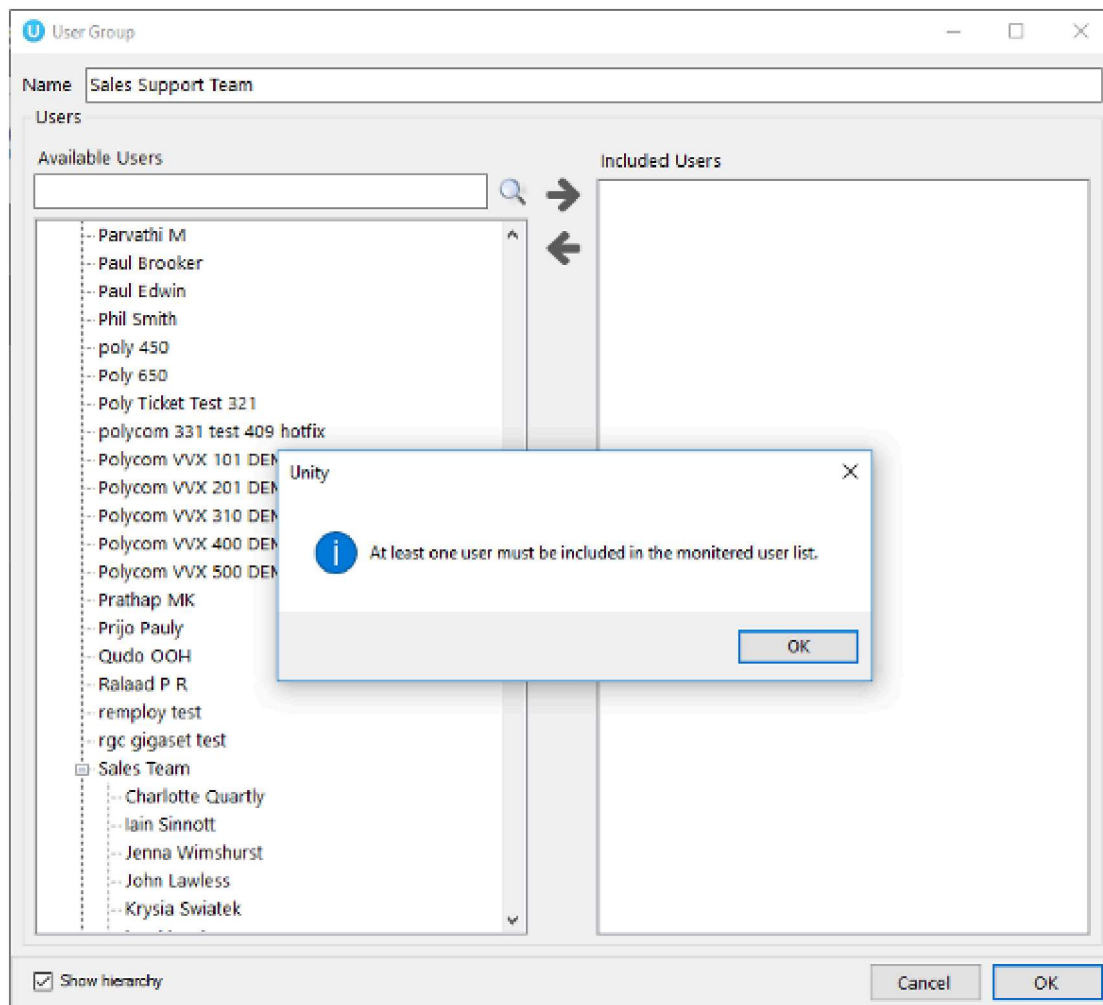 User Group
Name Sales Support Team
Users
Available Users
Included Users
Parvathi M
Paul Brooker
Paul Edwin
Phil Smith
poly 450
Poly 650
Poly Ticket Test 321
polycom 331 test 409 hotfix
Polycom VVX 101
Polycom VVX 201
Polycom VVX 310
Polycom VVX 400
Polycom VVX 500
Prathap MK
Prijo Pauly
Qudo OOH
Ralaad P R
remploy test
rgc gigaset test
Sales Team
Charlotte Quartly
Iain Sinnott
Jenna Wimshurst
John Lawless
Krysia Swiatek
Unity
At least one user must be included in the monitered user list.
OK
Show hierarchy
Cancel
OK